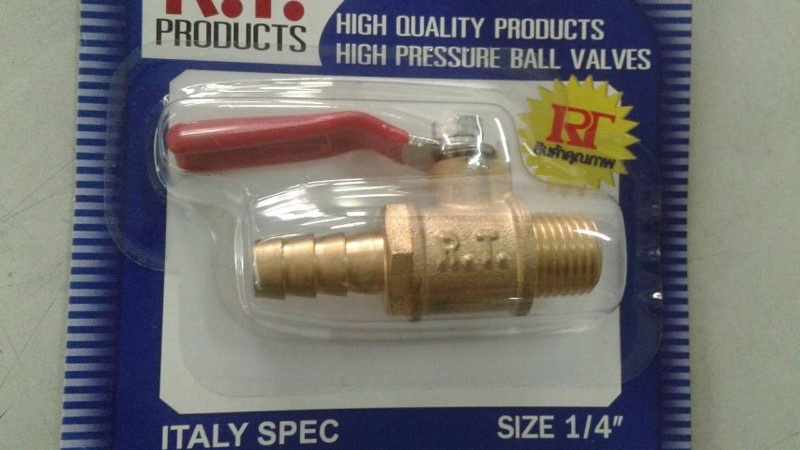 R.T.
PRODUCTS
HIGH QUALITY PRODUCTS
HIGH PRESSURE BALL VALVES
RT
สินค้าคุณภาพ
R.T.
ITALY SPEC
SIZE 1/4"